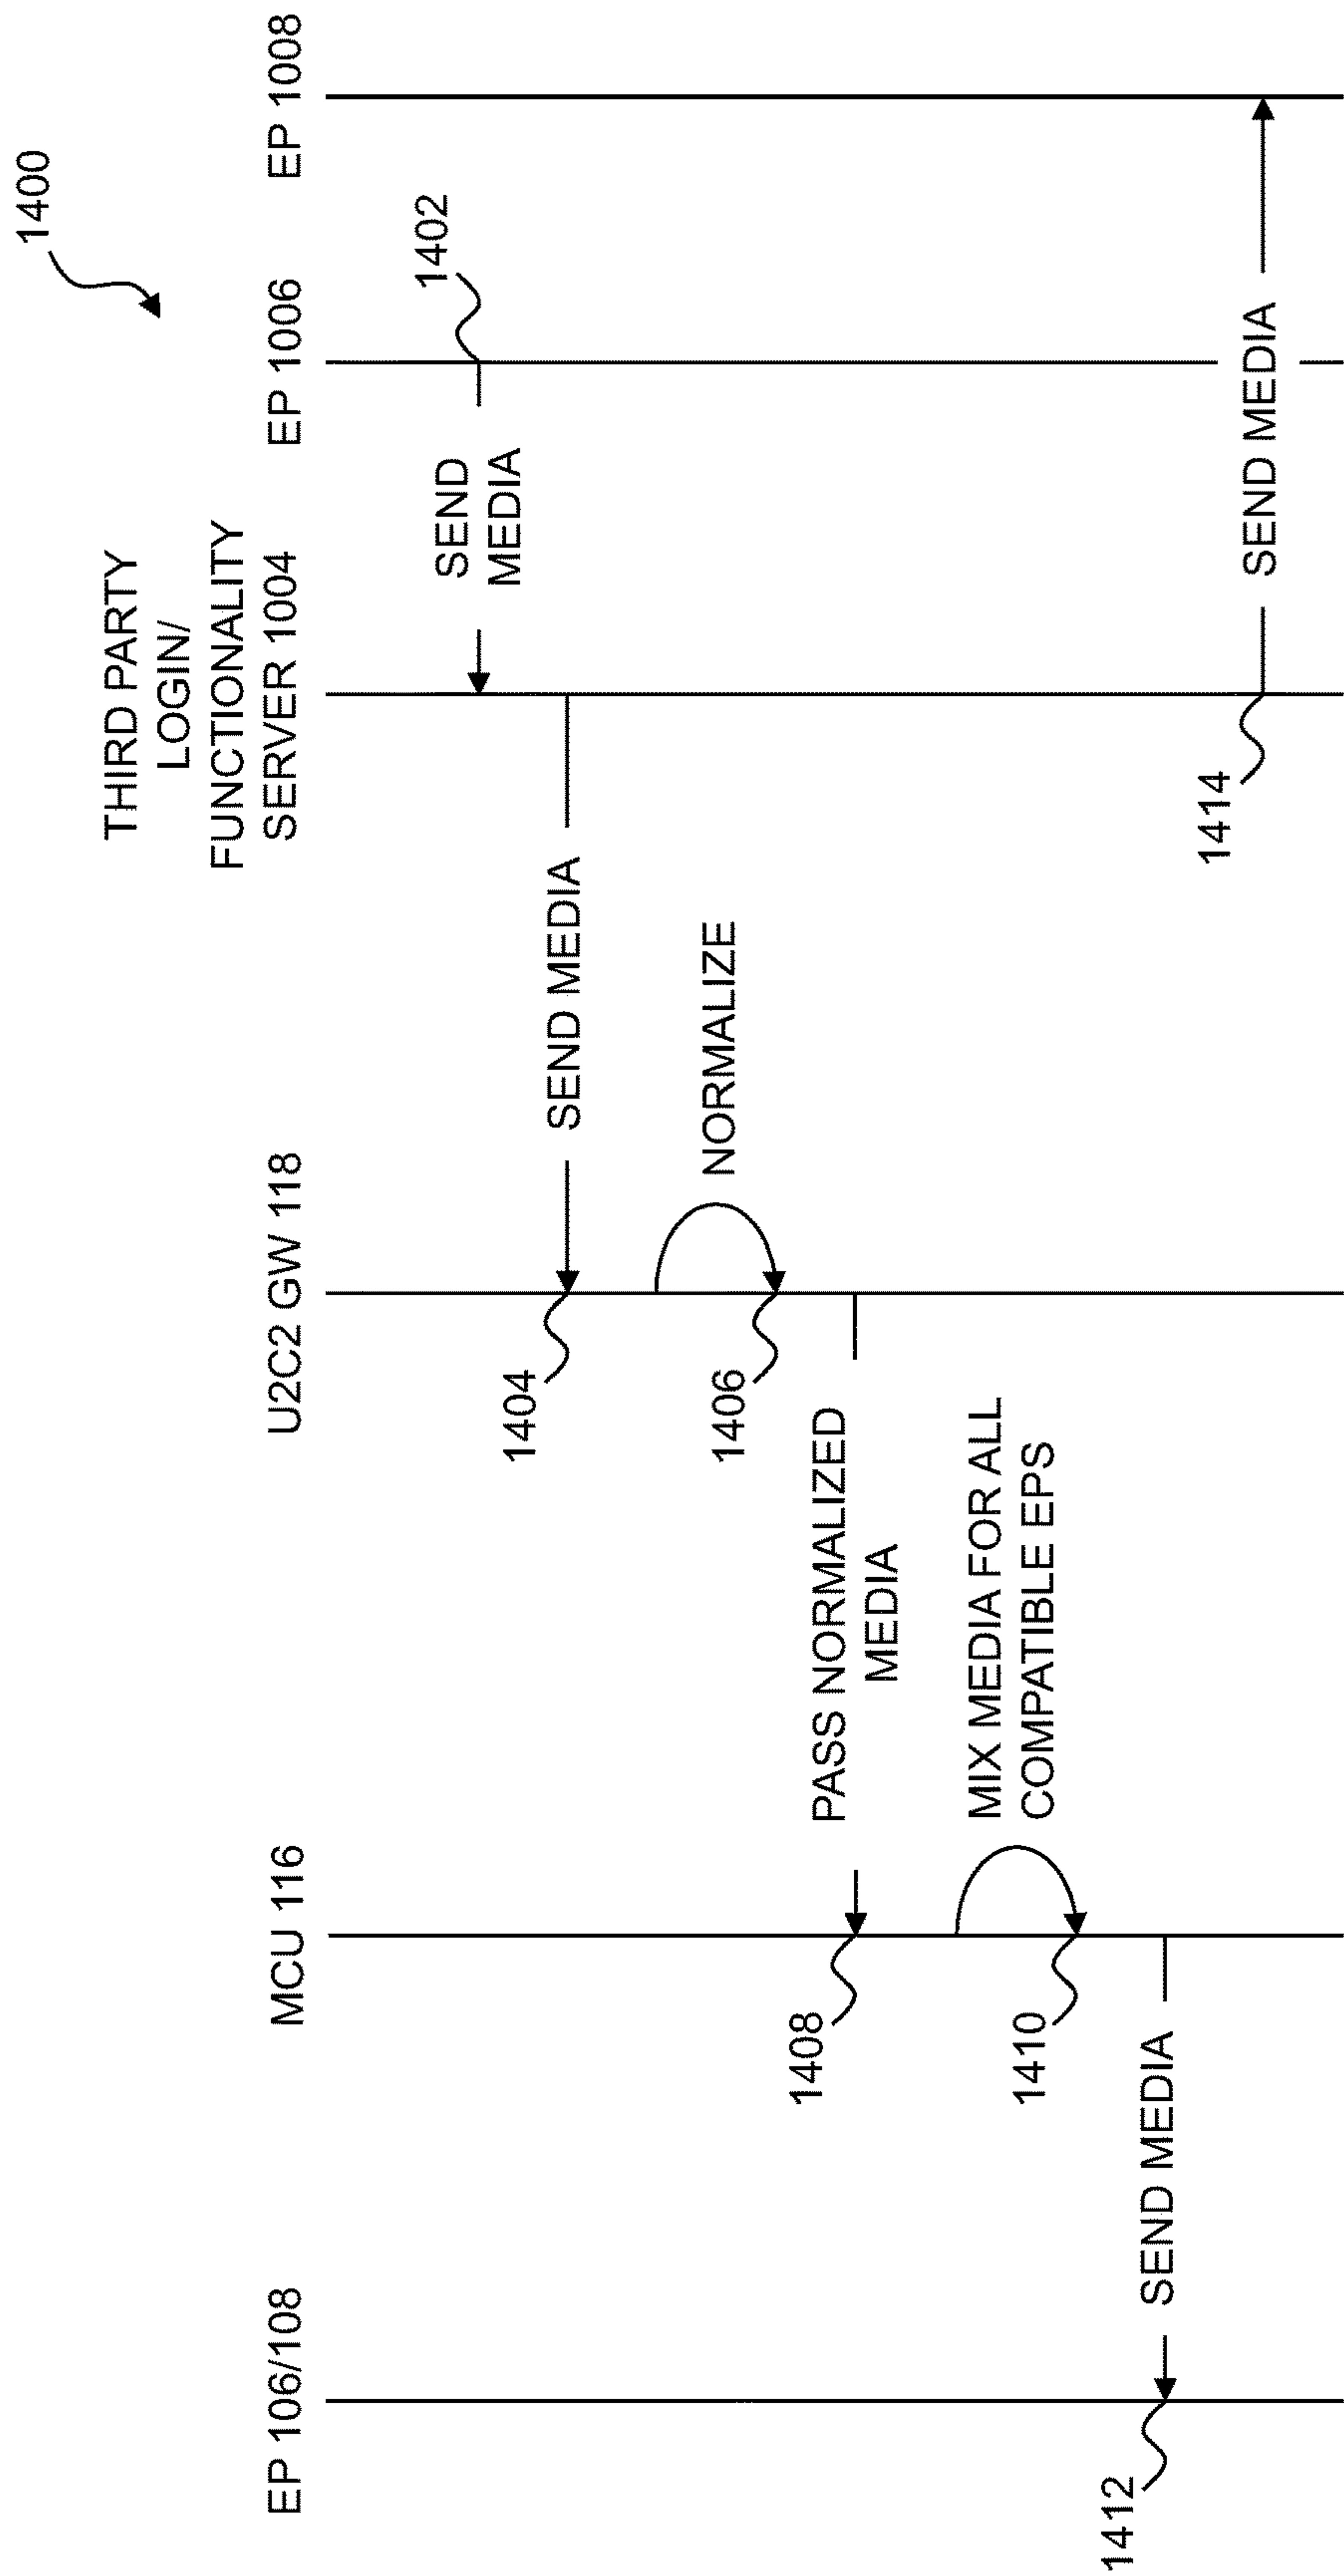 1400
EP 106/108
MCU 116
U2C2 GW 118
THIRD PARTY
LOGIN/
FUNCTIONALITY
SERVER 1004
EP 1006
EP 1008
1402
SEND
MEDIA
1404
SEND MEDIA
1406
NORMALIZE
1408
PASS NORMALIZED
MEDIA
1410
MIX MEDIA FOR ALL
COMPATIBLE EPS
1412
SEND MEDIA
1414
SEND MEDIA